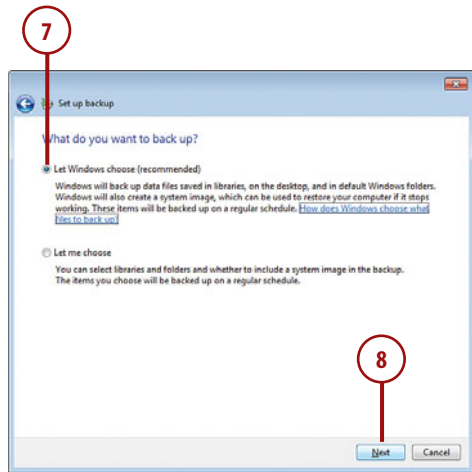 7
Set up backup
What do you want to back up?
Let Windows choose (recommended)
Windows will back up data files saved in libraries, on the desktop, and in default Windows folders.
Windows will also create a system image, which can be used to restore your computer if it stops
working. These items will be backed up on a regular schedule. How does Windows choose what
files to back up?
Let me choose
You can select libraries and folders and whether to include a system image in the backup.
The items you choose will be backed up on a regular schedule.
8
Next Cancel